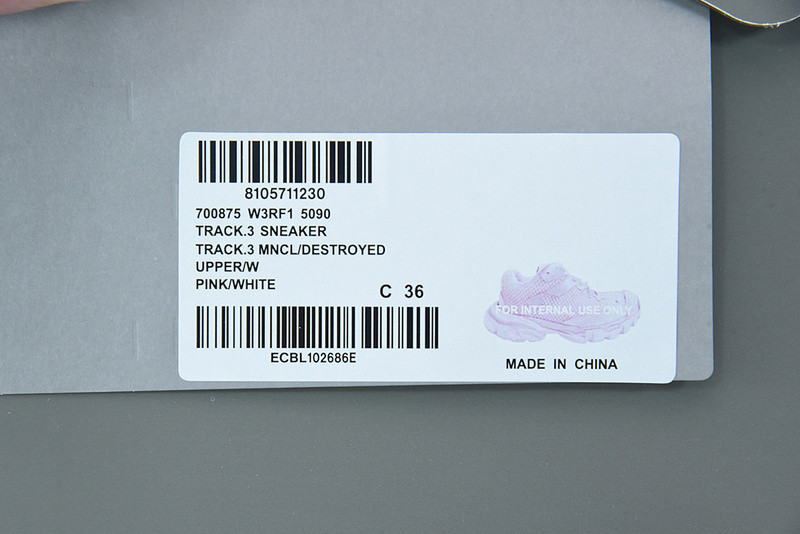 8105711230
700875 W3RF1 5090
TRACK.3 SNEAKER
TRACK.3 MNCL/DESTROYED
UPPER/W
PINK/WHITE
C 36
FOR INTERNAL USE ONLY
ECBL102686E
MADE IN CHINA